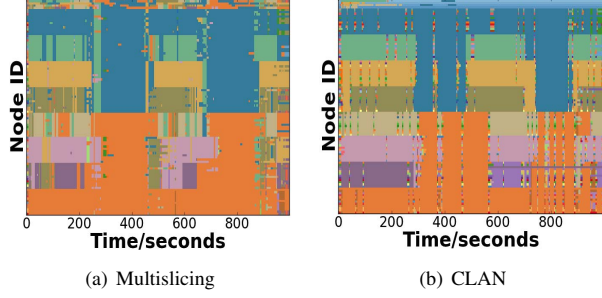 Node ID
0 200 400 600 800
Time/seconds
(a) Multislicing
Node ID
0 200 400 600 800
Time/seconds
(b) CLAN